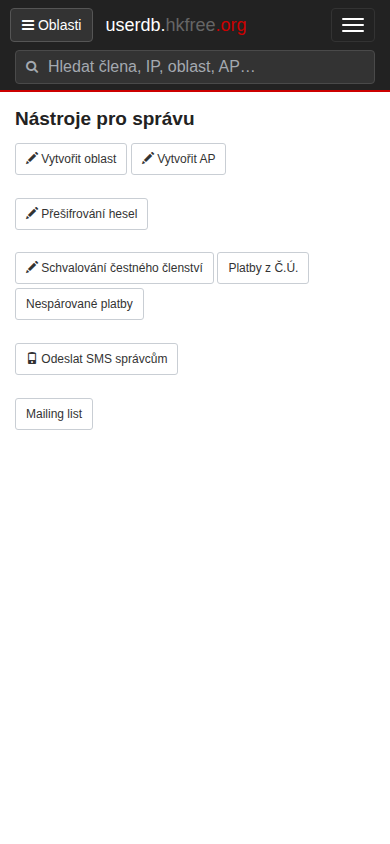 Oblasti
userdb.hkfree.org
Hledat člena, IP, oblast, AP…
Nástroje pro správu
Vytvořit oblast
Vytvořit AP
Přešifrování hesel
Schvalování čestného členství
Platby z Č.Ú.
Nespárované platby
Odeslat SMS správcům
Mailing list